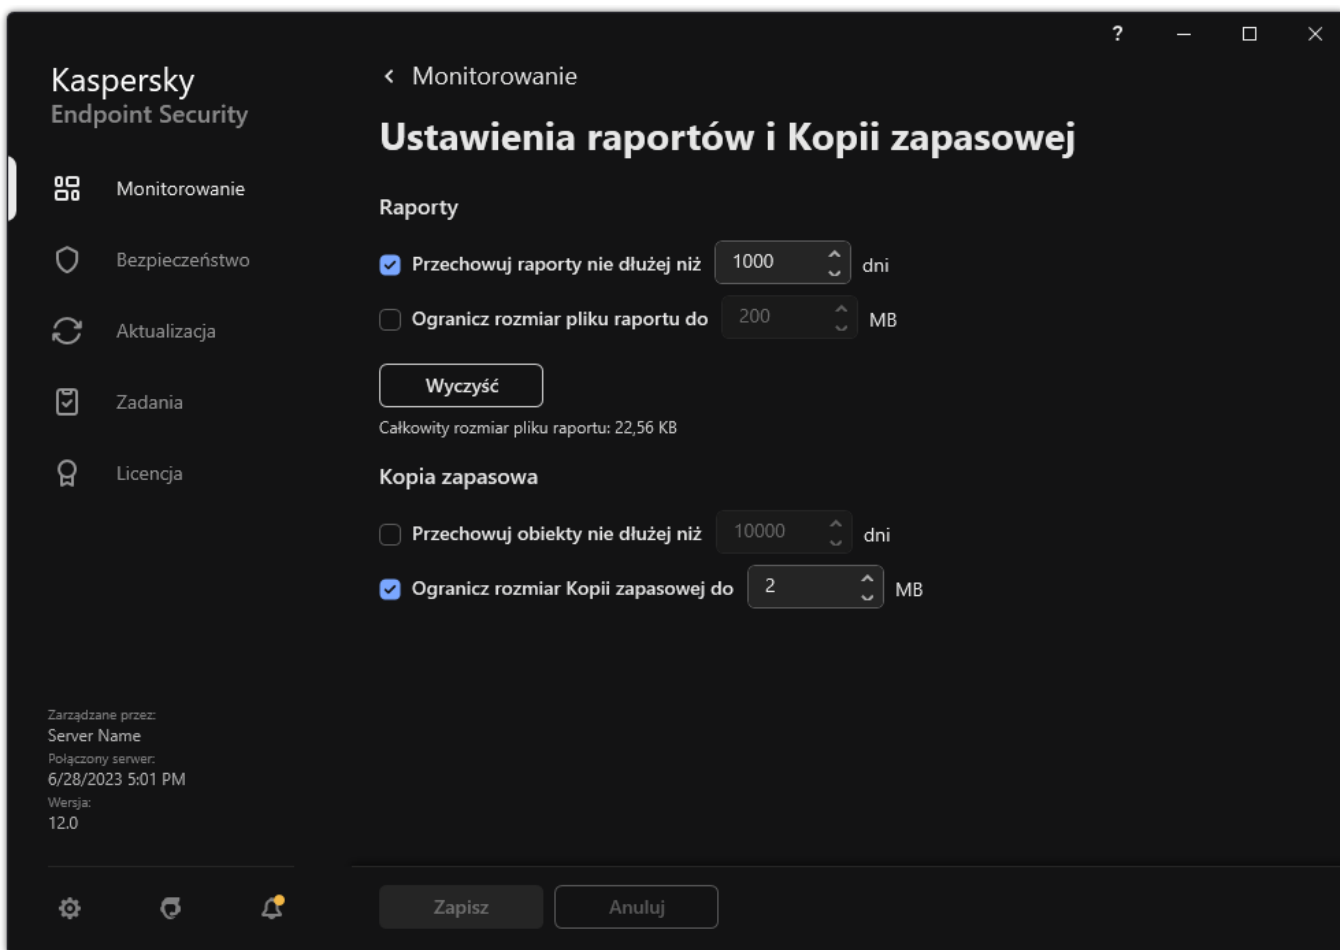 ?
Kaspersky
Endpoint Security
Monitorowanie
Bezpieczeństwo
Aktualizacja
Zadania
Licencja
Zarządzane przez:
Server Name
Połączony serwer:
6/28/2023 5:01 PM
Wersja:
12.0
Monitorowanie
Ustawienia raportów i Kopii zapasowej
Raporty
Przechowuj raporty nie dłużej niż 1000 dni
Ogranicz rozmiar pliku raportu do 200 MB
Wyczyść
Całkowity rozmiar pliku raportu: 22,56 KB
Kopia zapasowa
Przechowuj obiekty nie dłużej niż 10000 dni
Ogranicz rozmiar Kopii zapasowej do 2 MB
Zapisz Anuluj